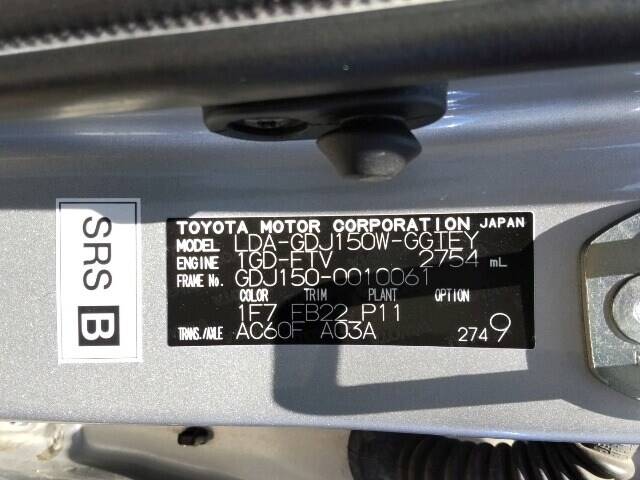 SRS B
TOYOTA MOTOR CORPORATION JAPAN
MODEL LDA-GDJ150W-GGIEY
ENGINE 1GD-FTV 2754 mL
FRAME No. GDJ150-0010061
COLOR TRIM PLANT OPTION
1F7 FB22 P11
TRANS./AXLE AC60F A03A 2749